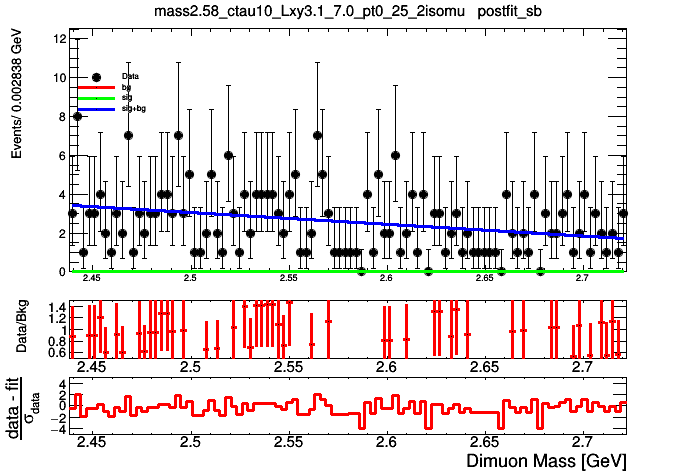 mass2.58_ctau10_Lxy3.1_7.0_pt0_25_2isomu postfit_sb
Events/ 0.002838 GeV
12
10
8
6
4
2
0
Data
bg
sig
sig+bg
2.45 2.5 2.55 2.6 2.65 2.7
Data/Bkg
1.4
1.2
1
0.8
0.6
2.45 2.5 2.55 2.6 2.65 2.7
data - fit
σdata
4
2
0
−2
−4
2.45 2.5 2.55 2.6 2.65 2.7
Dimuon Mass [GeV]